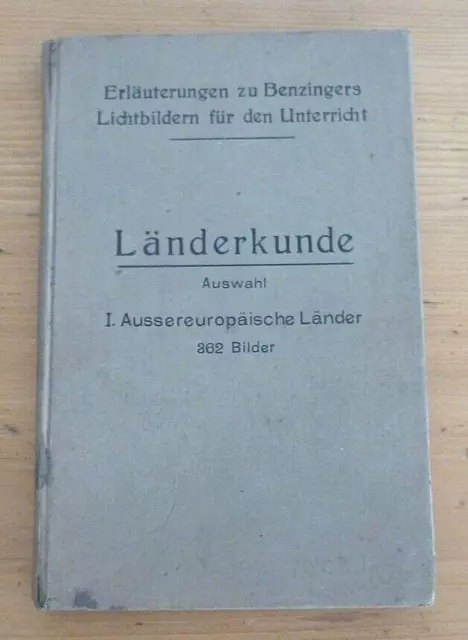 Erläuterungen zu Benzingers
Lichtbildern für den Unterricht
Länderkunde
Auswahl
I. Aussereuropäische Länder
362 Bilder